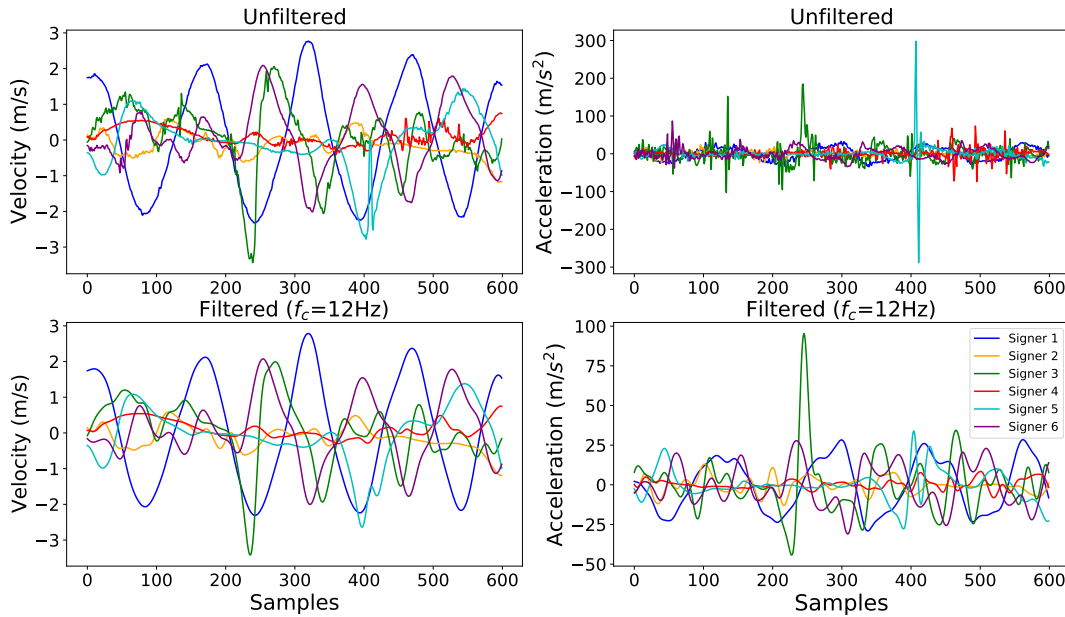 Unfiltered
Velocity (m/s)
3
2
1
0
−1
−2
−3
0 100 200 300 400 500 600
Unfiltered
Acceleration (m/s²)
300
200
100
0
−100
−200
−300
0 100 200 300 400 500 600
Filtered (f_c=12Hz)
Velocity (m/s)
3
2
1
0
−1
−2
−3
0 100 200 300 400 500 600
Samples
Filtered (f_c=12Hz)
Acceleration (m/s²)
100
75
50
25
0
−25
−50
Signer 1
Signer 2
Signer 3
Signer 4
Signer 5
Signer 6
0 100 200 300 400 500 600
Samples